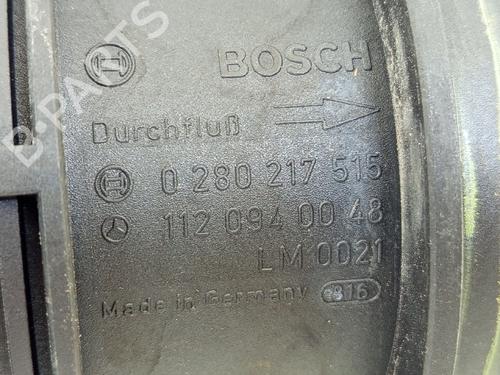 BOSCH
Durchfluß
0 280 217 515
112 094 00 48
LM 0021
Made in Germany 816
B-PARTS